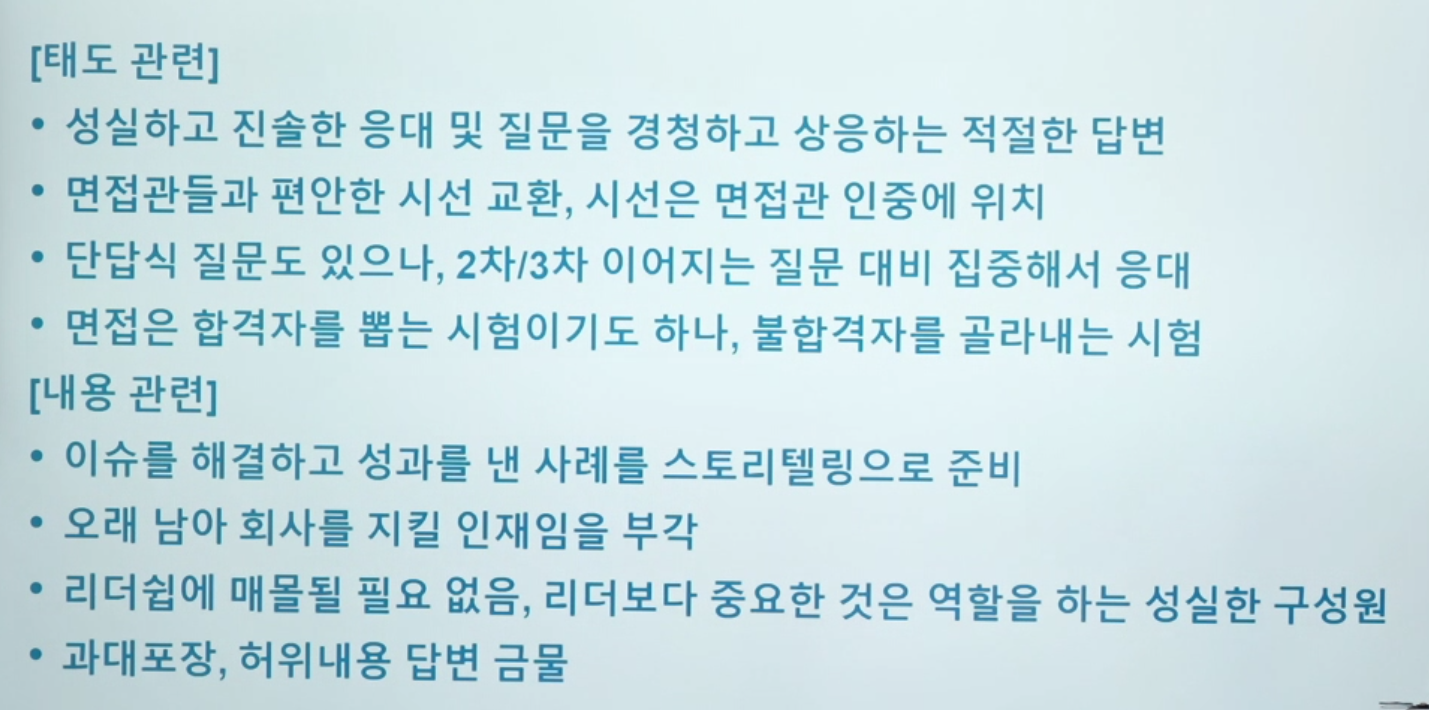 [태도 관련]
• 성실하고 진솔한 응대 및 질문을 경청하고 상응하는 적절한 답변
• 면접관들과 편안한 시선 교환, 시선은 면접관 인중에 위치
• 단답식 질문도 있으나, 2차/3차 이어지는 질문 대비 집중해서 응대
• 면접은 합격자를 뽑는 시험이기도 하나, 불합격자를 골라내는 시험
[내용 관련]
• 이슈를 해결하고 성과를 낸 사례를 스토리텔링으로 준비
• 오래 남아 회사를 지킬 인재임을 부각
• 리더쉽에 매몰될 필요 없음, 리더보다 중요한 것은 역할을 하는 성실한 구성원
• 과대포장, 허위내용 답변 금물